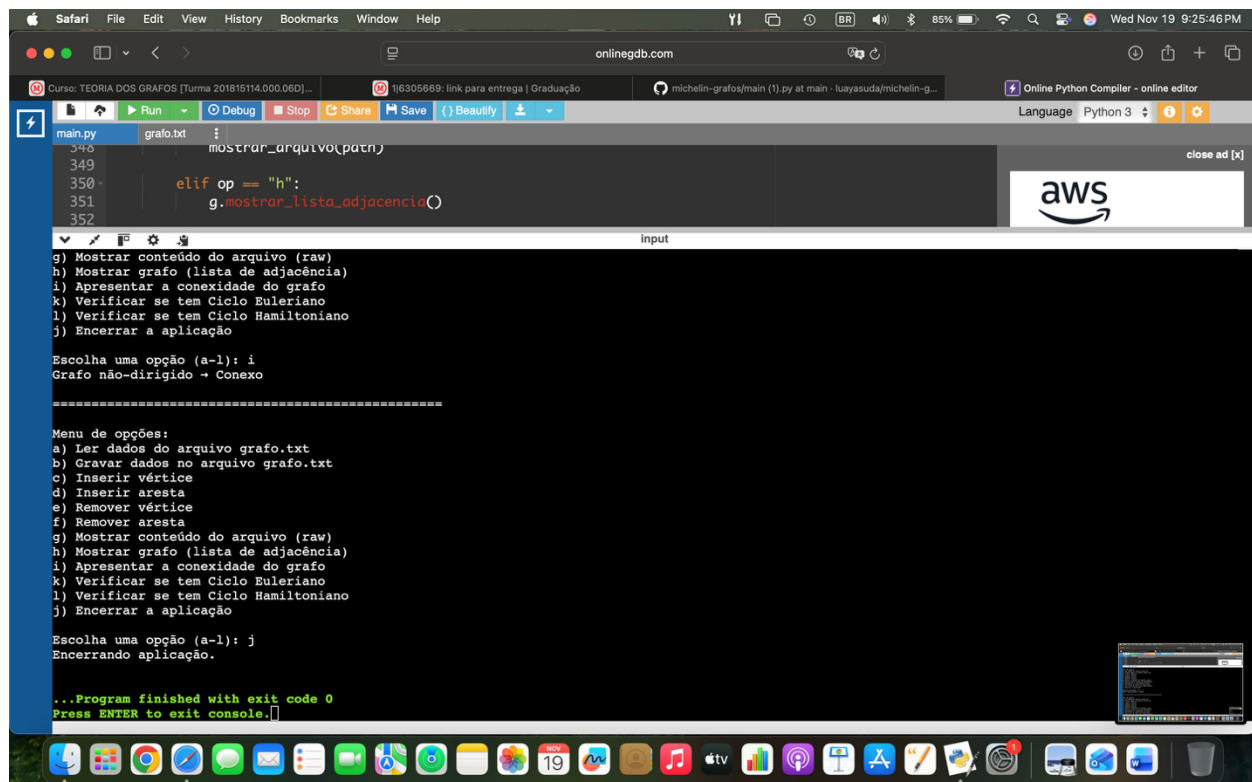 Safari File Edit View History Bookmarks Window Help BR 85% Wed Nov 19 9:25:46 PM
onlinegdb.com
Curso: TEORIA DOS GRAFOS [Turma 201815114.000.06D]... 1|6305669: link para entrega | Graduação michelin-grafos/main (1).py at main · luayasuda/michelin-g... Online Python Compiler - online editor
Run Debug Stop Share Save { } Beautify Language Python 3
main.py grafo.txt
348 mostrar_arquivo(path)
349
350 elif op == "h":
351 g.mostrar_lista_adjacencia()
352
close ad [x]
aws
input
g) Mostrar conteúdo do arquivo (raw)
h) Mostrar grafo (lista de adjacência)
i) Apresentar a conexidade do grafo
k) Verificar se tem Ciclo Euleriano
l) Verificar se tem Ciclo Hamiltoniano
j) Encerrar a aplicação
Escolha uma opção (a-l): i
Grafo não-dirigido → Conexo
==================================================
Menu de opções:
a) Ler dados do arquivo grafo.txt
b) Gravar dados no arquivo grafo.txt
c) Inserir vértice
d) Inserir aresta
e) Remover vértice
f) Remover aresta
g) Mostrar conteúdo do arquivo (raw)
h) Mostrar grafo (lista de adjacência)
i) Apresentar a conexidade do grafo
k) Verificar se tem Ciclo Euleriano
l) Verificar se tem Ciclo Hamiltoniano
j) Encerrar a aplicação
Escolha uma opção (a-l): j
Encerrando aplicação.
...Program finished with exit code 0
Press ENTER to exit console.
NOV
19
tv
1